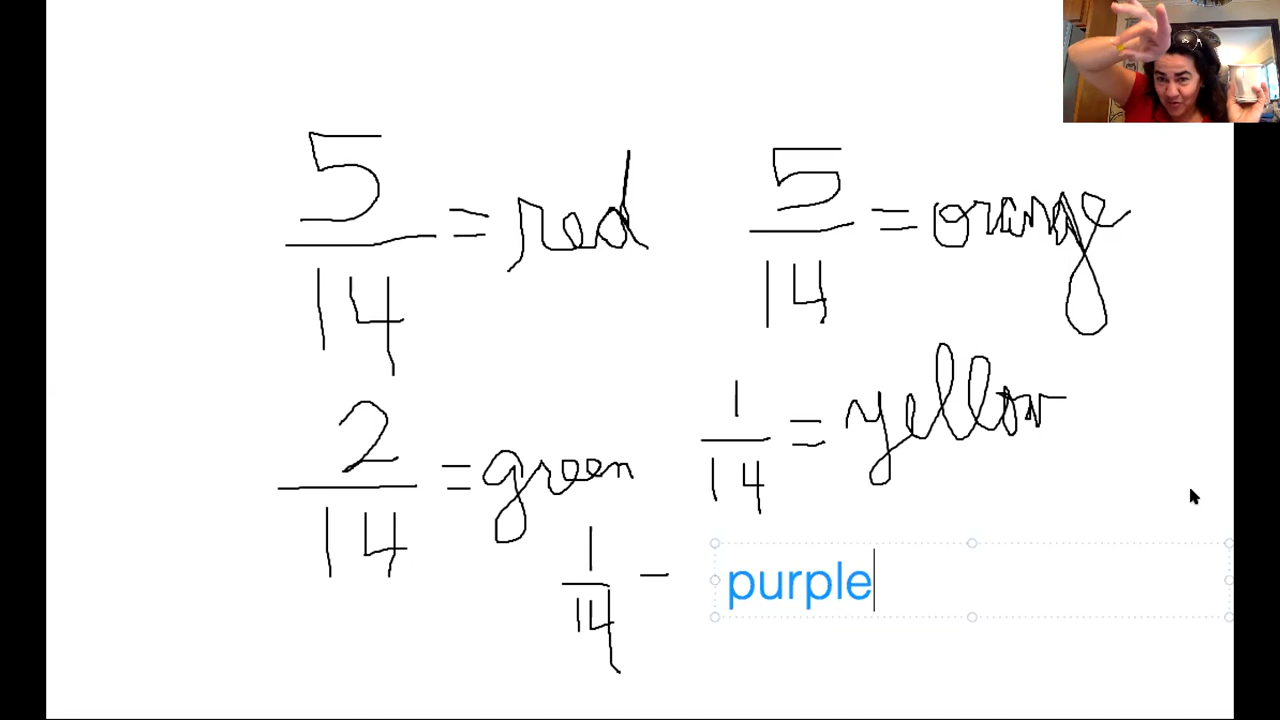 5/14 = red
5/14 = orange
2/14 = green
1/14 = yellow
1/14 - purple